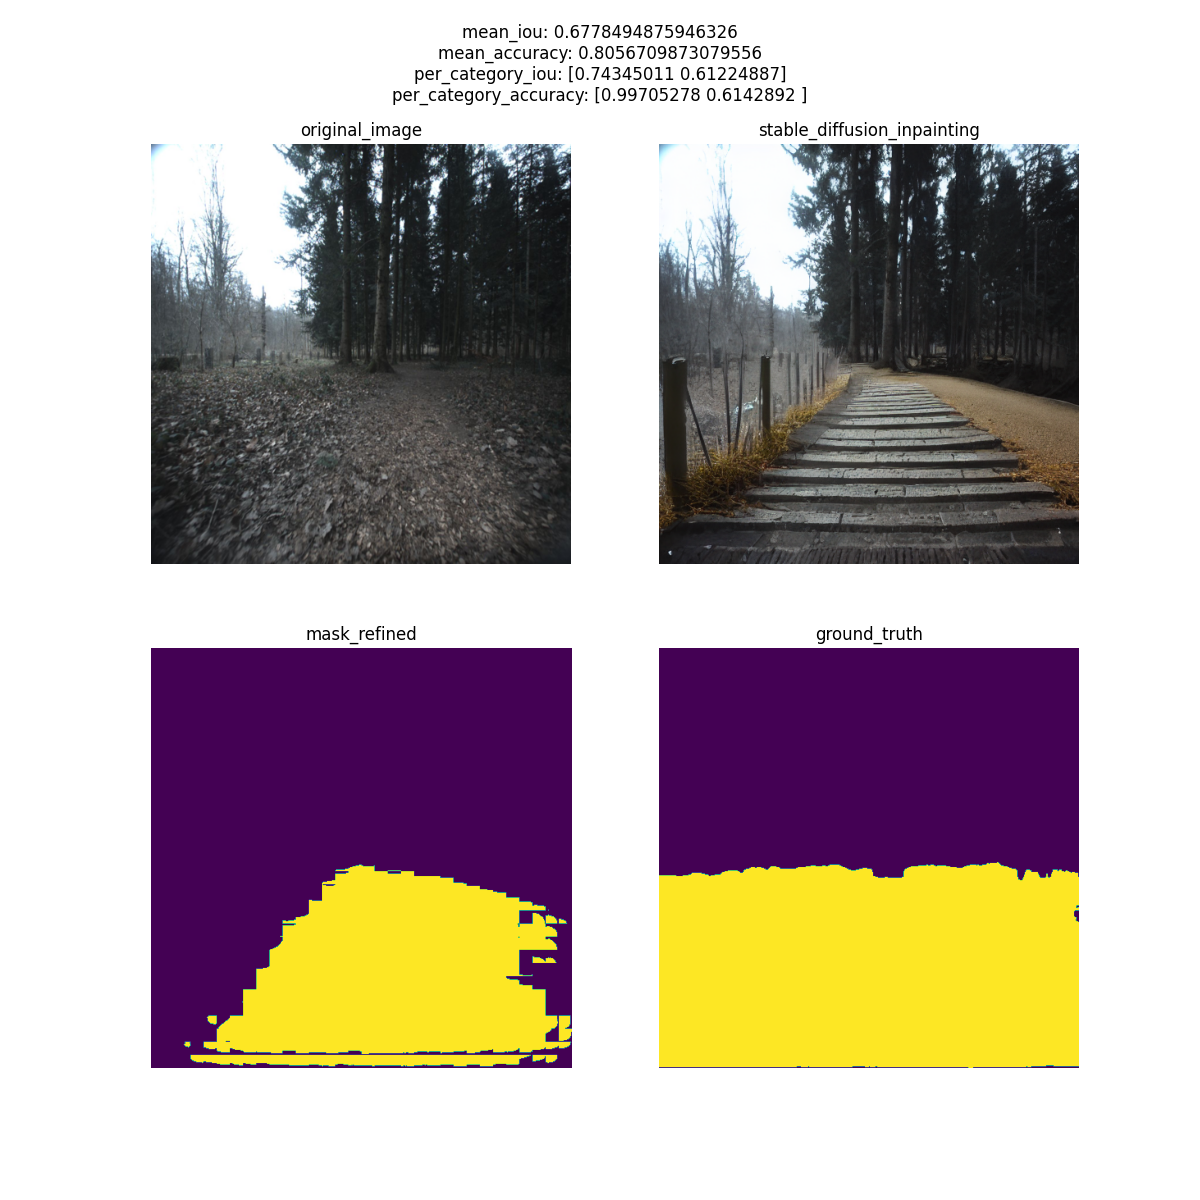 mean_iou: 0.6778494875946326
mean_accuracy: 0.8056709873079556
per_category_iou: [0.74345011 0.61224887]
per_category_accuracy: [0.99705278 0.6142892 ]
original_image
stable_diffusion_inpainting
mask_refined
ground_truth